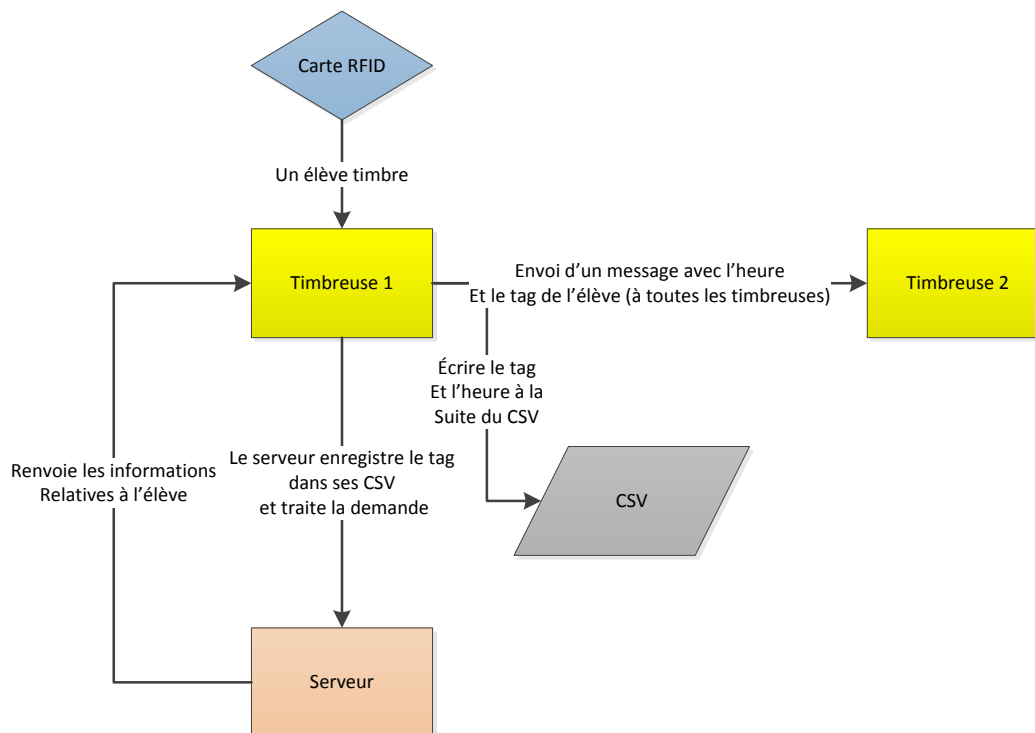 Carte RFID
Un élève timbre
Timbreuse 1
Envoi d’un message avec l’heure
Et le tag de l’élève (à toutes les timbreuses)
Timbreuse 2
Écrire le tag
Et l’heure à la
Suite du CSV
Renvoie les informations
Relatives à l’élève
Le serveur enregistre le tag
dans ses CSV
et traite la demande
CSV
Serveur